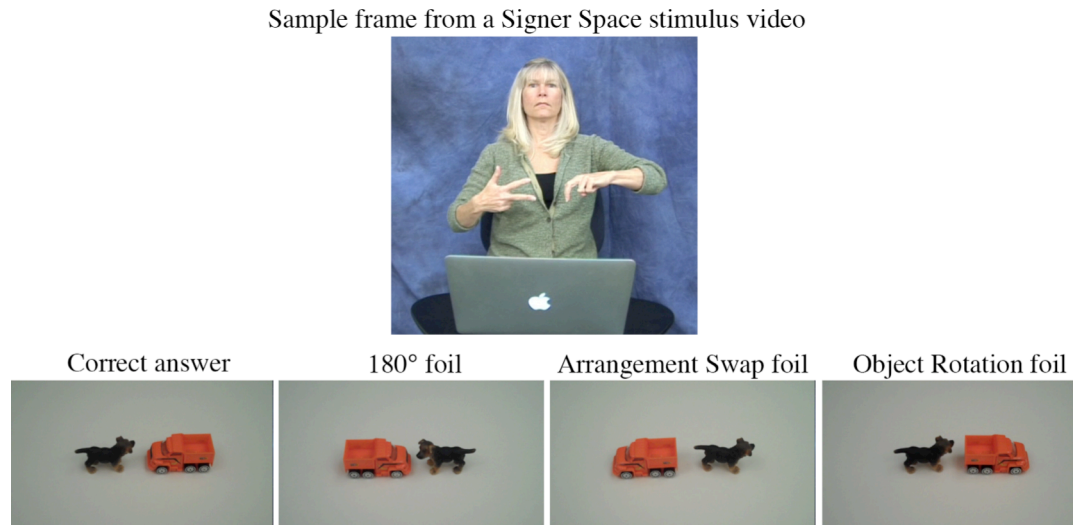 Sample frame from a Signer Space stimulus video
Correct answer
180° foil
Arrangement Swap foil
Object Rotation foil